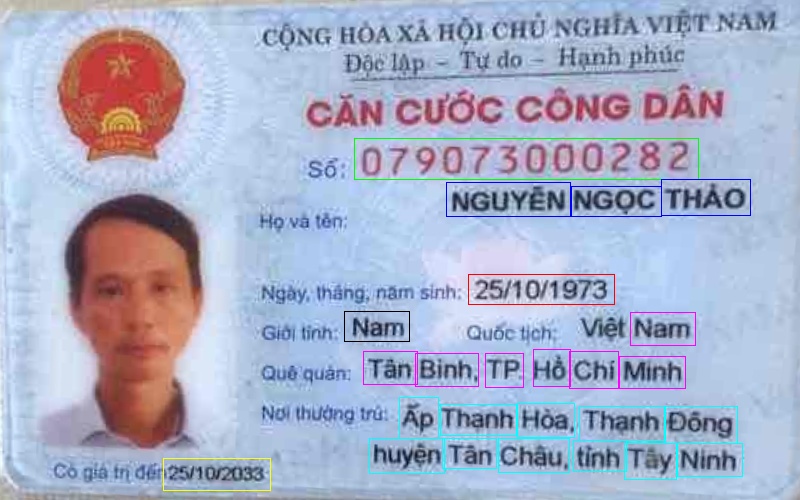 CỘNG HÒA XÃ HỘI CHỦ NGHĨA VIỆT NAM
Độc lập – Tự do – Hạnh phúc
CĂN CƯỚC CÔNG DÂN
Số: 079073000282
NGUYỄN NGỌC THẢO
Họ và tên:
Ngày, tháng, năm sinh: 25/10/1973
Giới tính: Nam Quốc tịch: Việt Nam
Quê quán: Tân Bình, TP. Hồ Chí Minh
Nơi thường trú: Ấp Thạnh Hòa, Thạnh Đông
huyện Tân Châu, tỉnh Tây Ninh
Có giá trị đến 25/10/2033